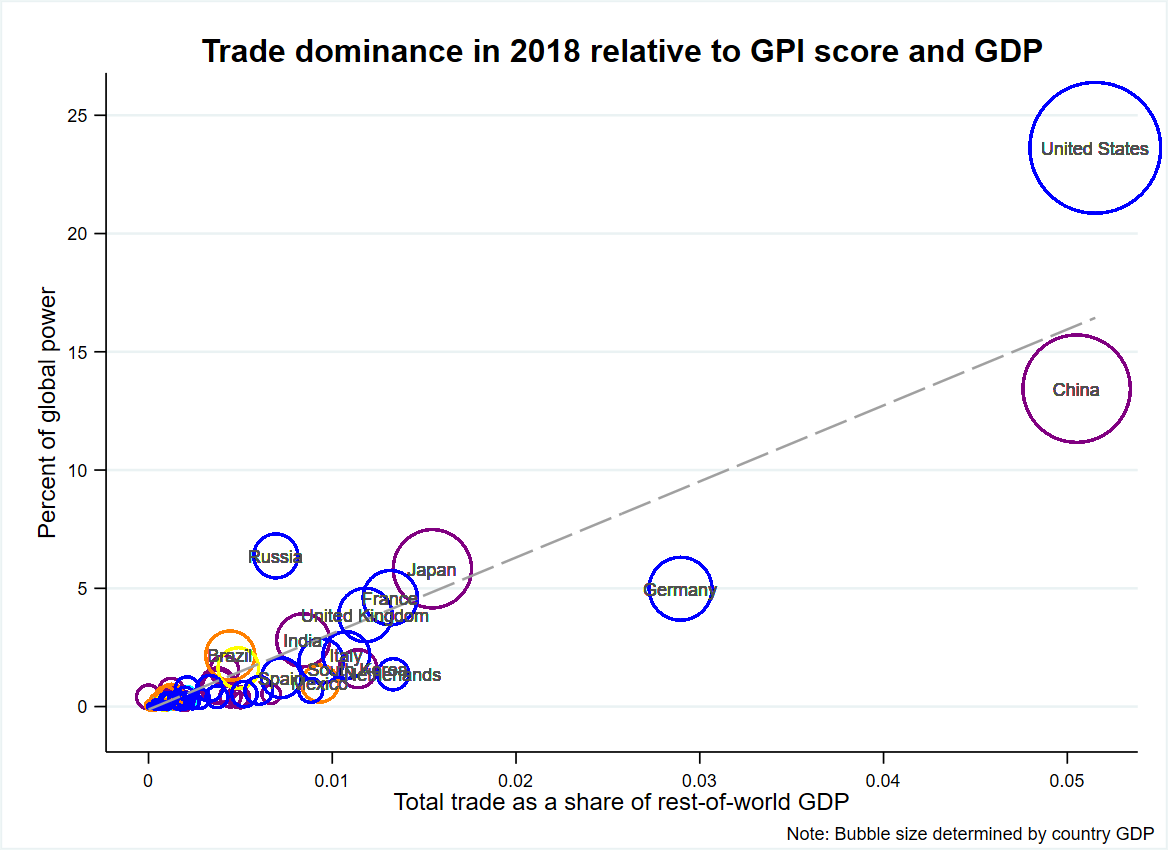 Trade dominance in 2018 relative to GPI score and GDP
Percent of global power
25
20
15
10
5
0
United States
China
Russia
Japan
Germany
France
United Kingdom
India
Brazil
Italy
South Korea
Netherlands
Spain
Mexico
0
0.01
0.02
0.03
0.04
0.05
Total trade as a share of rest-of-world GDP
Note: Bubble size determined by country GDP